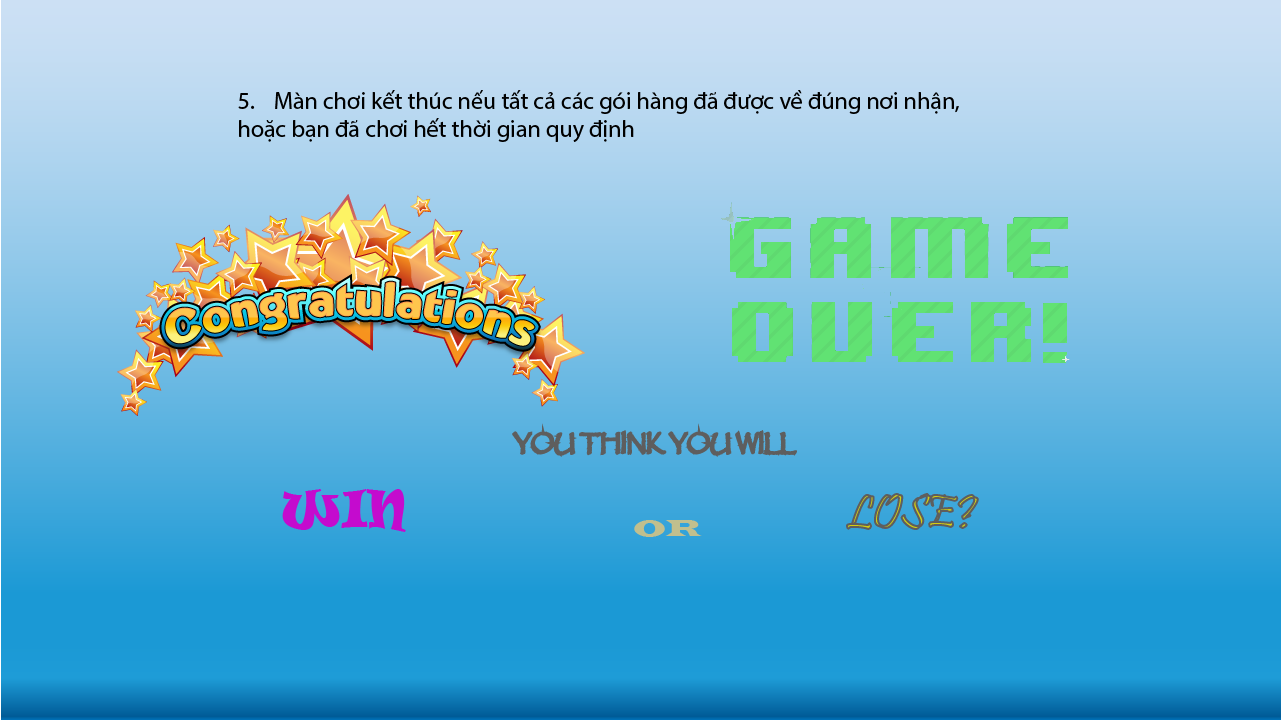 5. Màn chơi kết thúc nếu tất cả các gói hàng đã được về đúng nơi nhận,
hoặc bạn đã chơi hết thời gian quy định
Congratulations
GAME
OVER!
YOU THINK YOU WILL
WIN
OR
LOSE?